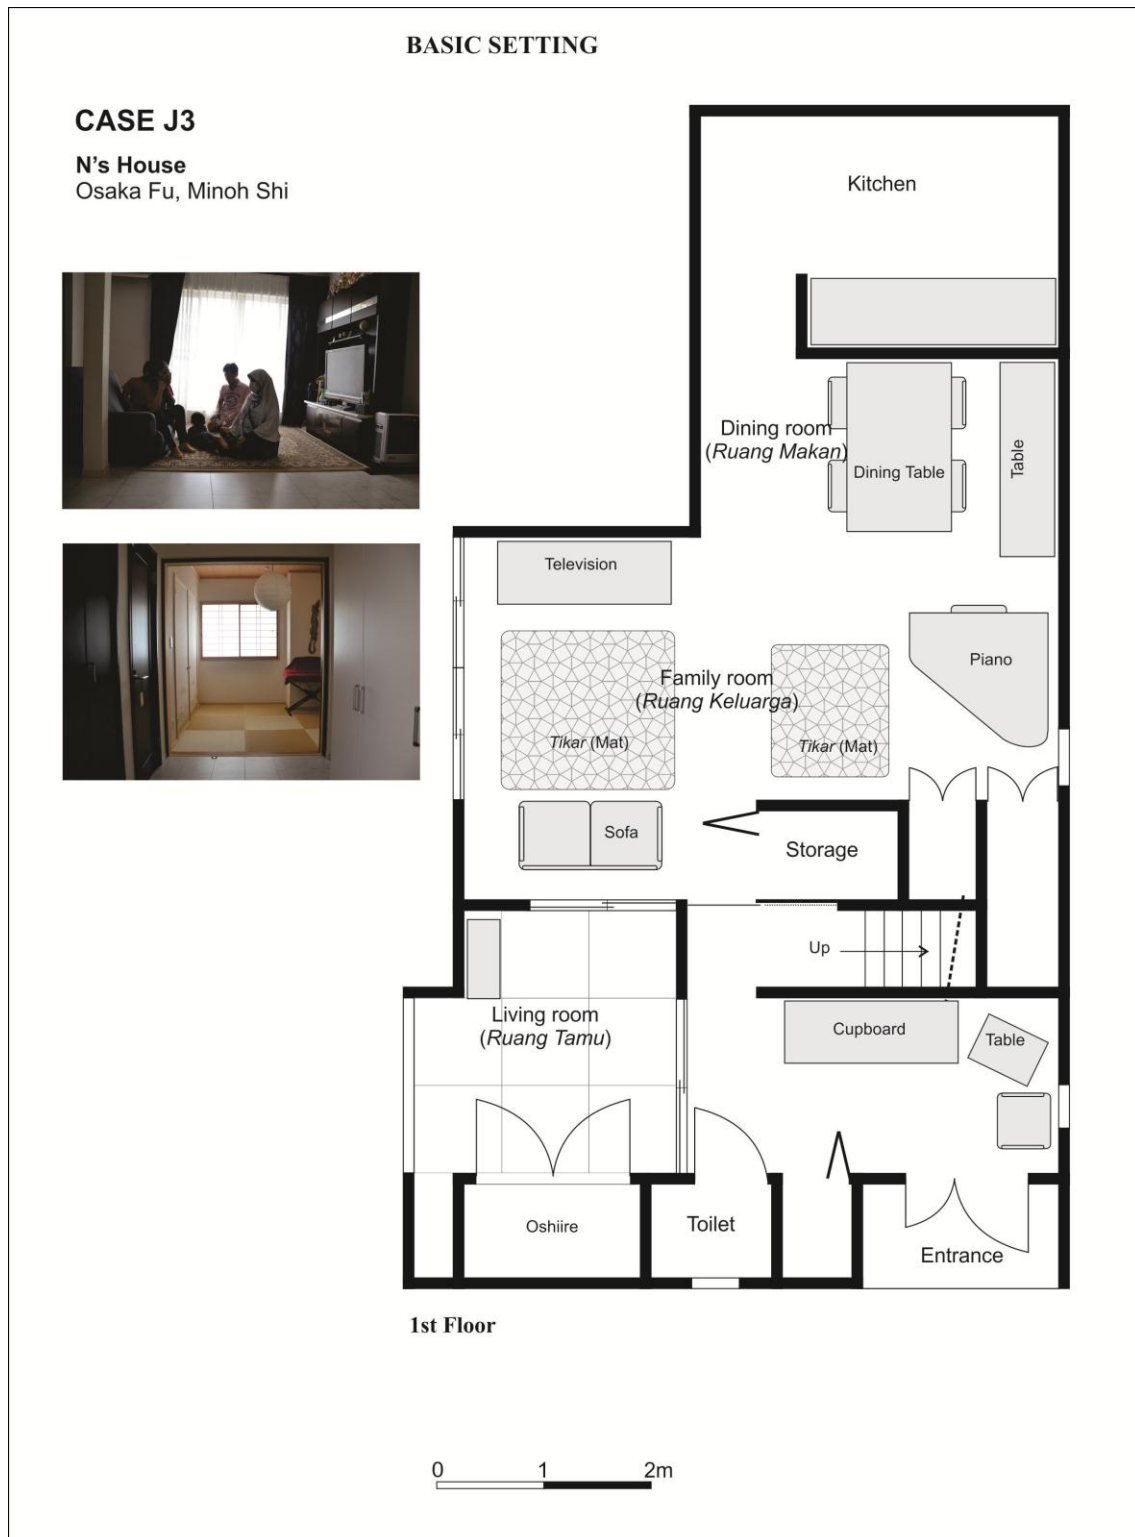 BASIC SETTING
CASE J3
N's House
Osaka Fu, Minoh Shi
Kitchen
Dining room
(Ruang Makan)
Dining Table
Table
Television
Piano
Family room
(Ruang Keluarga)
Tikar (Mat)
Tikar (Mat)
Sofa
Storage
Up
Living room
(Ruang Tamu)
Cupboard
Table
Oshiire
Toilet
Entrance
1st Floor
0 1 2m